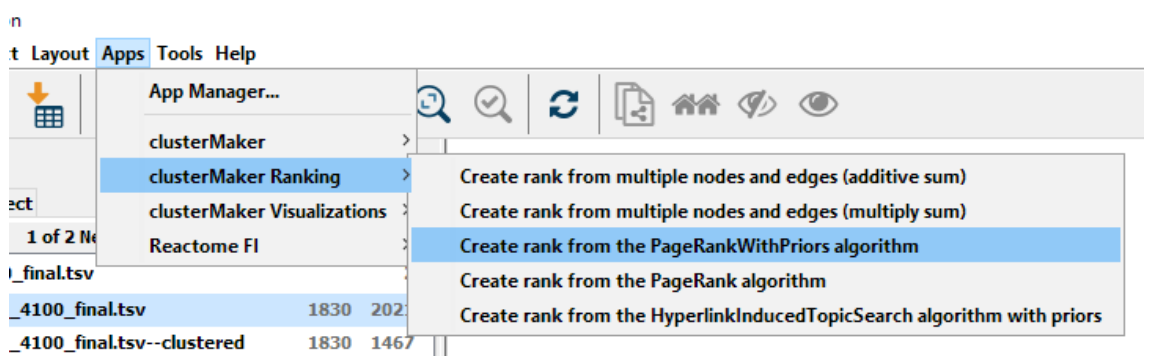 on
ct Layout Apps Tools Help
App Manager...
clusterMaker
clusterMaker Ranking
clusterMaker Visualizations
Reactome FI
Create rank from multiple nodes and edges (additive sum)
Create rank from multiple nodes and edges (multiply sum)
Create rank from the PageRankWithPriors algorithm
Create rank from the PageRank algorithm
Create rank from the HyperlinkInducedTopicSearch algorithm with priors
ect
1 of 2 Ne
)_final.tsv
_4100_final.tsv 1830 202
_4100_final.tsv--clustered 1830 1467